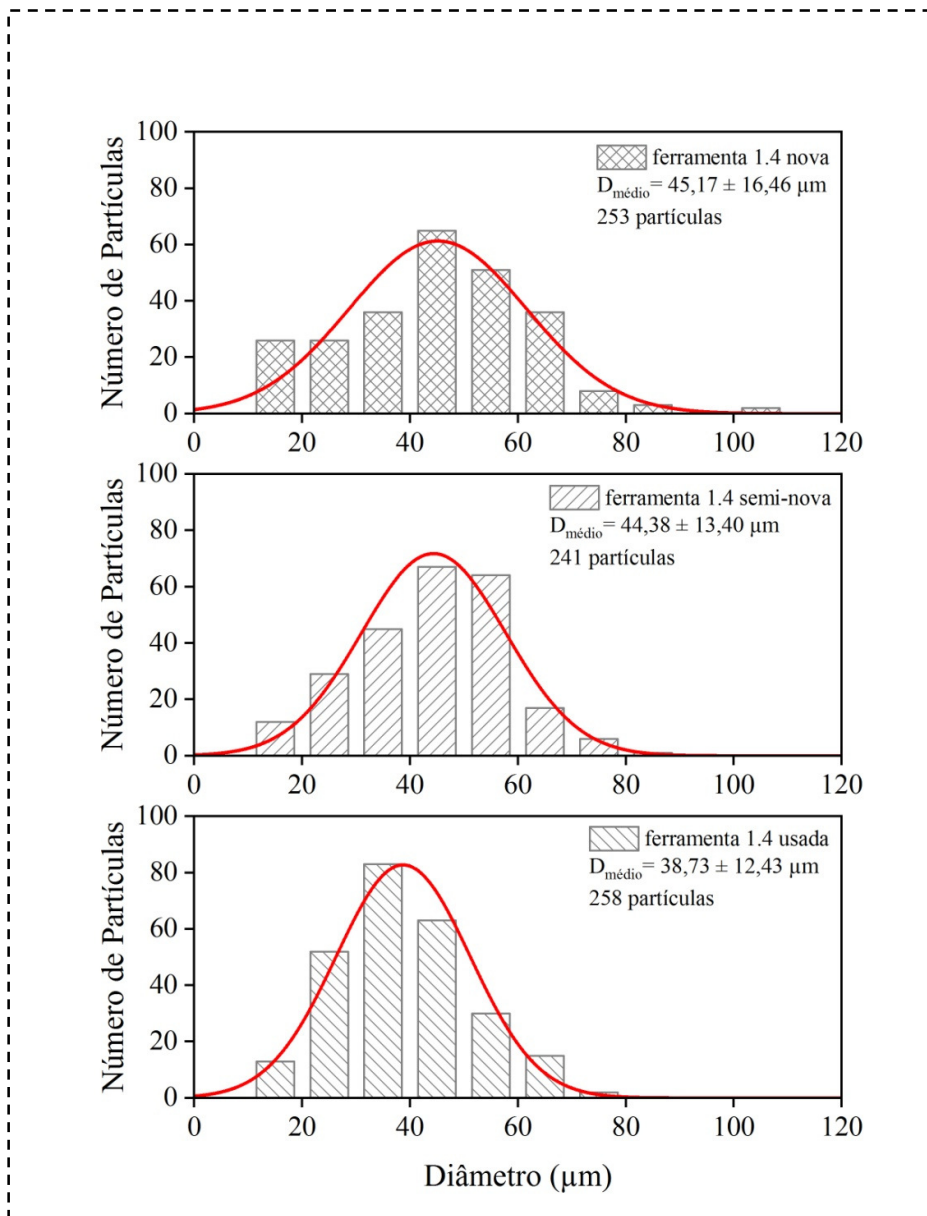 Número de Partículas
100
80
60
40
20
0
ferramenta 1.4 nova
Dmédio= 45,17 ± 16,46 µm
253 partículas
0 20 40 60 80 100 120
Número de Partículas
100
80
60
40
20
0
ferramenta 1.4 semi-nova
Dmédio= 44,38 ± 13,40 µm
241 partículas
0 20 40 60 80 100 120
Número de Partículas
100
80
60
40
20
0
ferramenta 1.4 usada
Dmédio= 38,73 ± 12,43 µm
258 partículas
0 20 40 60 80 100 120
Diâmetro (µm)